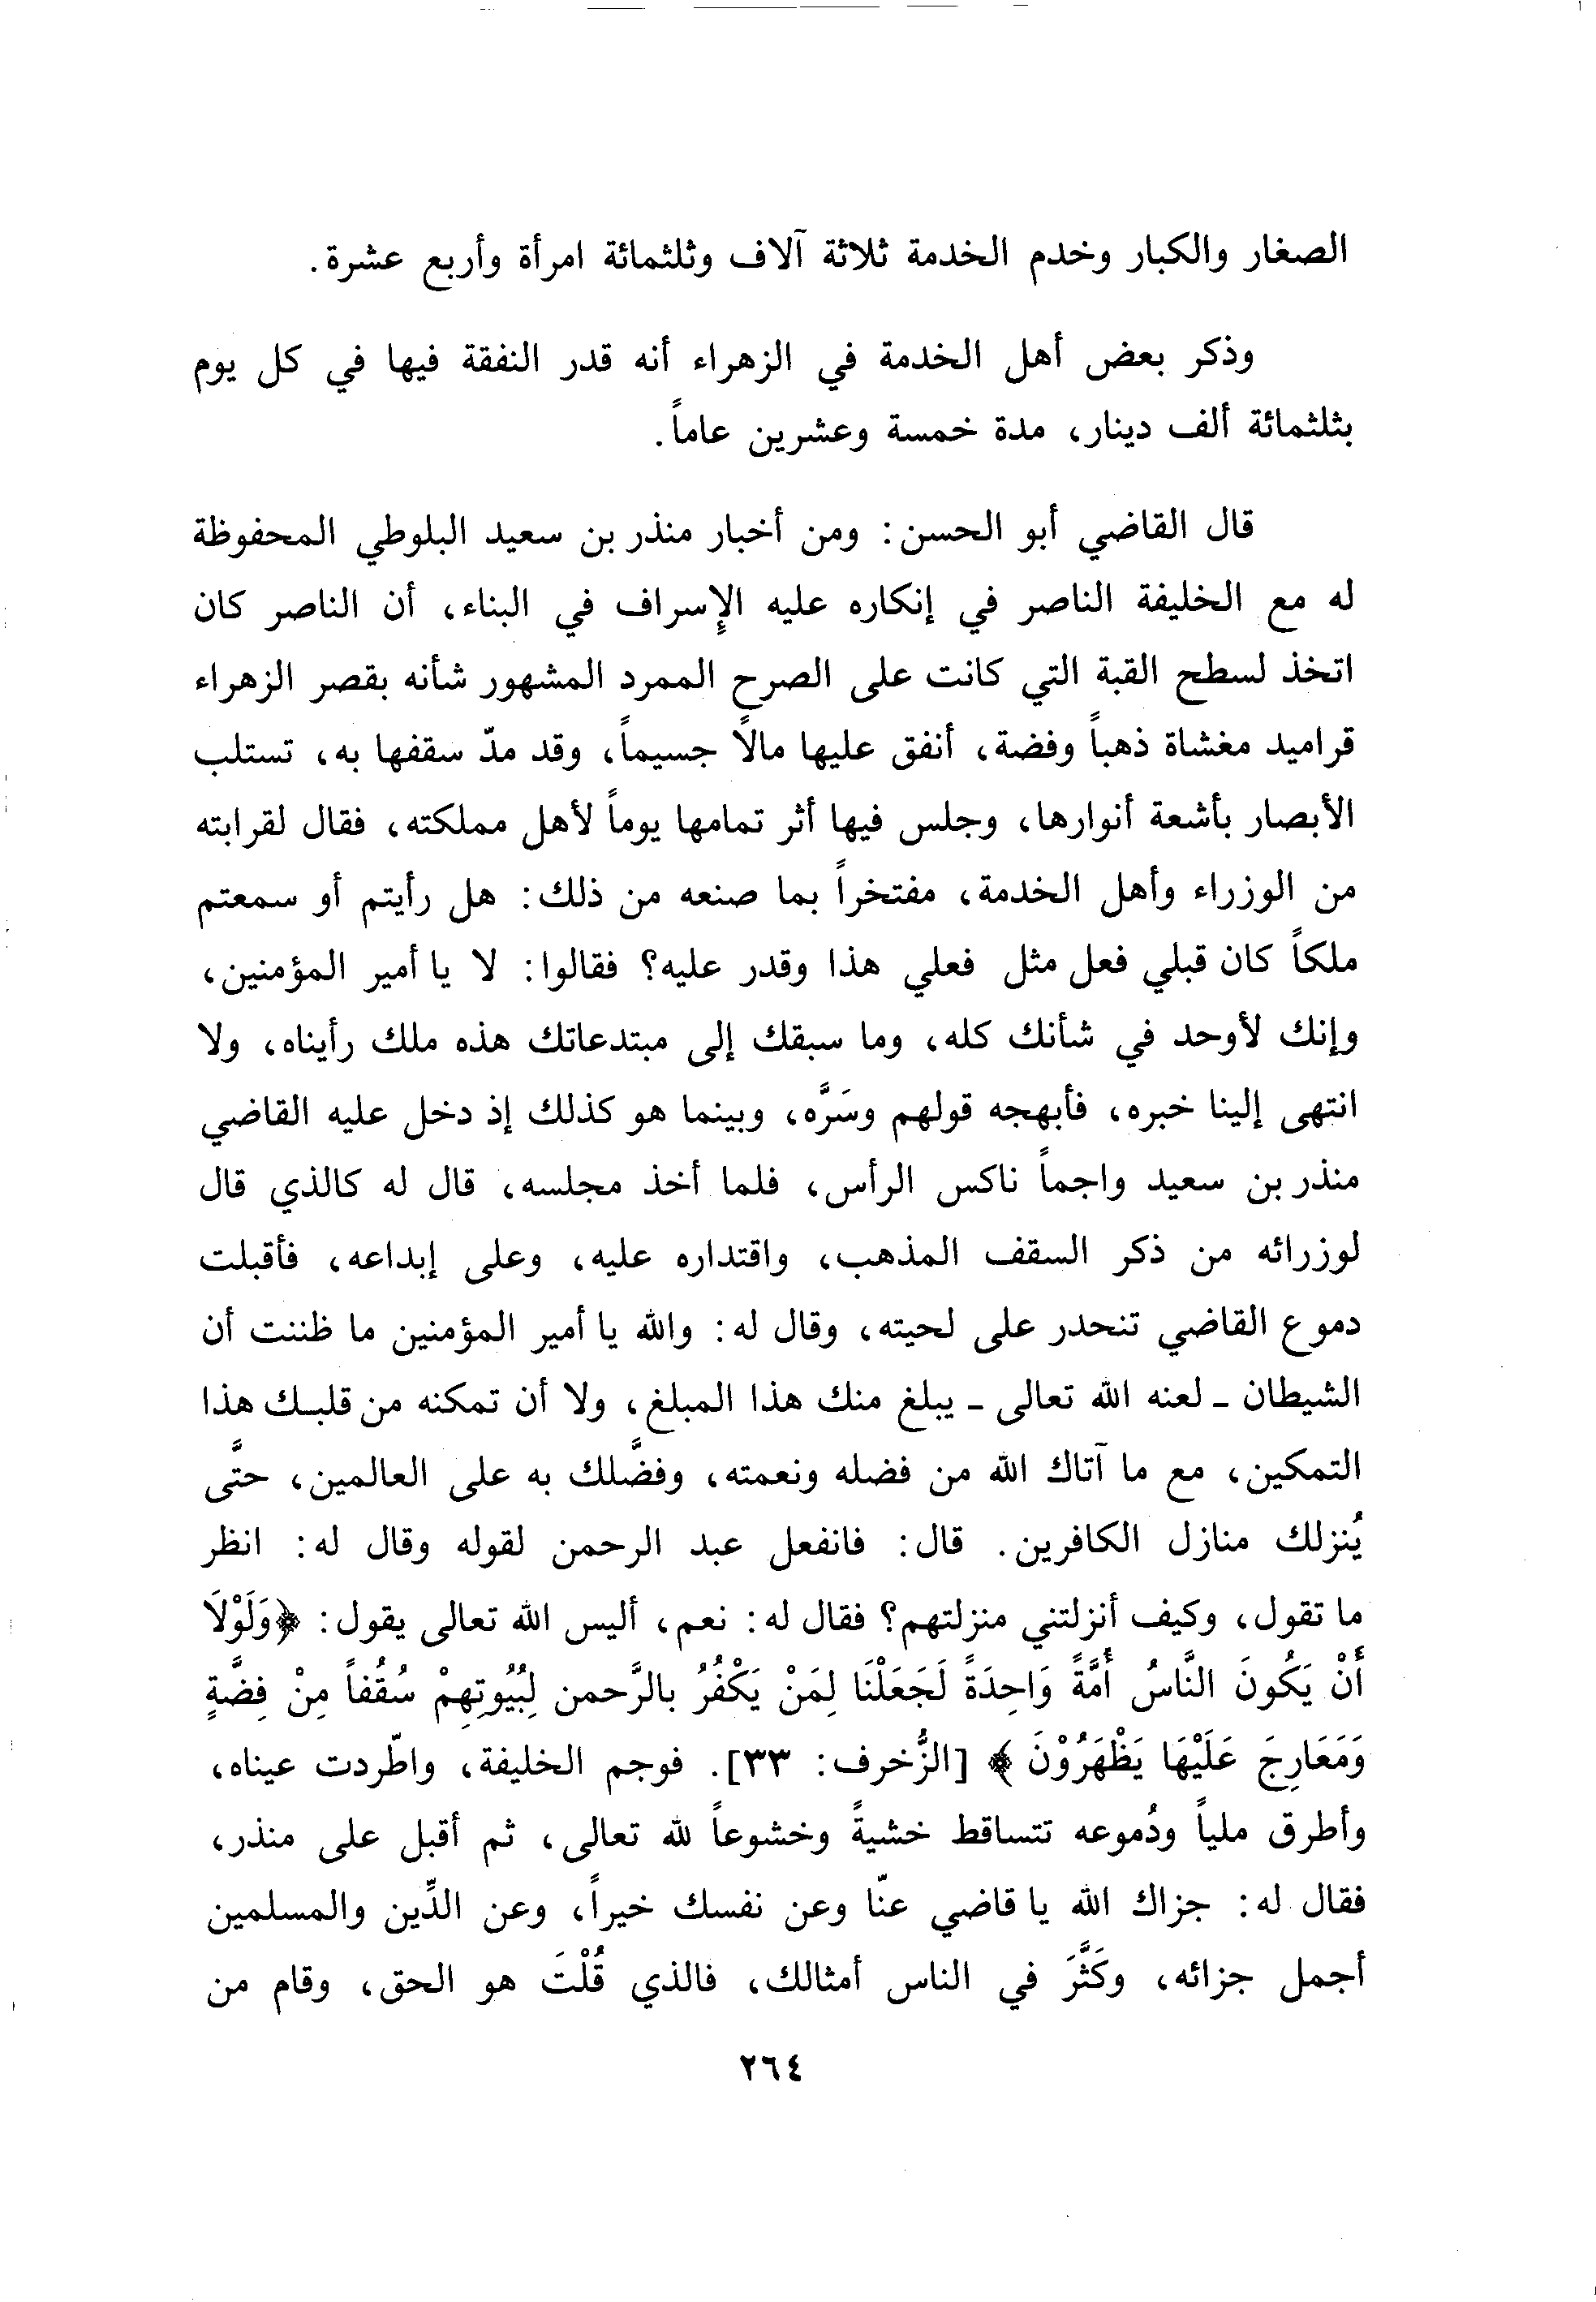 الصغار والكبار وخدم الخدمة ثلاثة آلاف وثلثمائة امرأة وأربع عشرة.
وذكر بعض أهل الخدمة في الزهراء أنه قدر النفقة فيها في كل يوم
بثلثمائة ألف دينار، مدة خمسة وعشرين عاماً.
قال القاضي أبو الحسن: ومن أخبار منذر بن سعيد البلوطي المحفوظة
له مع الخليفة الناصر في إنكاره عليه الإسراف في البناء، أن الناصر كان
اتخذ لسطح القبة التي كانت على الصرح الممرد المشهور شأنه بقصر الزهراء
قراميد مغشاة ذهباً وفضة، أنفق عليها مالاً جسيماً، وقد مدّ سقفها به، تستلب
الأبصار بأشعة أنوارها، وجلس فيها أثر تمامها يوماً لأهل مملكته، فقال لقرابته
من الوزراء وأهل الخدمة، مفتخراً بما صنعه من ذلك: هل رأيتم أو سمعتم
ملكاً كان قبلي فعل مثل فعلي هذا وقدر عليه؟ فقالوا: لا يا أمير المؤمنين،
وإنك لأوحد في شأنك كله، وما سبقك إلى مبتدعاتك هذه ملك رأيناه، ولا
انتهى إلينا خبره، فأبهجه قولهم وسَرَّه، وبينما هو كذلك إذ دخل عليه القاضي
منذر بن سعيد واجماً ناكس الرأس، فلما أخذ مجلسه، قال له كالذي قال
لوزرائه من ذكر السقف المذهب، واقتداره عليه، وعلى إبداعه، فأقبلت
دموع القاضي تنحدر على لحيته، وقال له: والله يا أمير المؤمنين ما ظننت أن
الشيطان ـ لعنه الله تعالى ـ يبلغ منك هذا المبلغ، ولا أن تمكنه من قلبـك هذا
التمكين، مع ما آتاك الله من فضله ونعمته، وفضَّلك به على العالمين، حتَّى
يُنزلك منازل الكافرين. قال: فانفعل عبد الرحمن لقوله وقال له: انظر
ما تقول، وكيف أنزلتني منزلتهم؟ فقال له: نعم، أليس الله تعالى يقول: ﴿وَلَوْلَا
أَنْ يَكُونَ النَّاسُ أُمَّةً وَاحِدَةً لَجَعَلْنَا لِمَنْ يَكْفُرُ بالرَّحمن لِبُيُوتِهِمْ سُقُفاً مِنْ فِضَّةٍ
وَمَعَارِجَ عَلَيْهَا يَظْهَرُوْنَ﴾ [الزُّخرف: ٣٣]. فوجم الخليفة، واطّردت عيناه،
وأطرق ملياً ودُموعه تتساقط خشيةً وخشوعاً لله تعالى، ثم أقبل على منذر،
فقال له: جزاك الله يا قاضي عنّا وعن نفسك خيراً، وعن الدِّين والمسلمين
أجمل جزائه، وكَثَّرَ في الناس أمثالك، فالذي قُلْتَ هو الحق، وقام من
٢٦٤